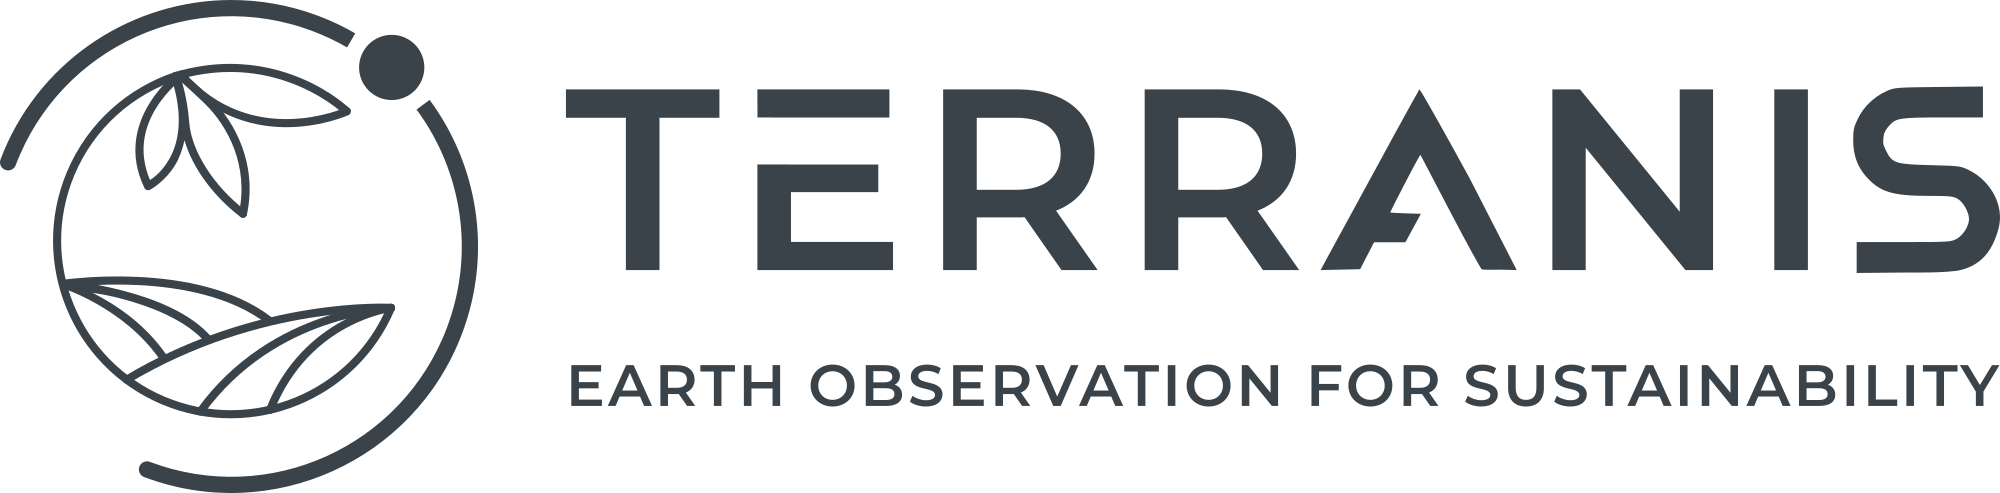 TERRANIS
EARTH OBSERVATION FOR SUSTAINABILITY